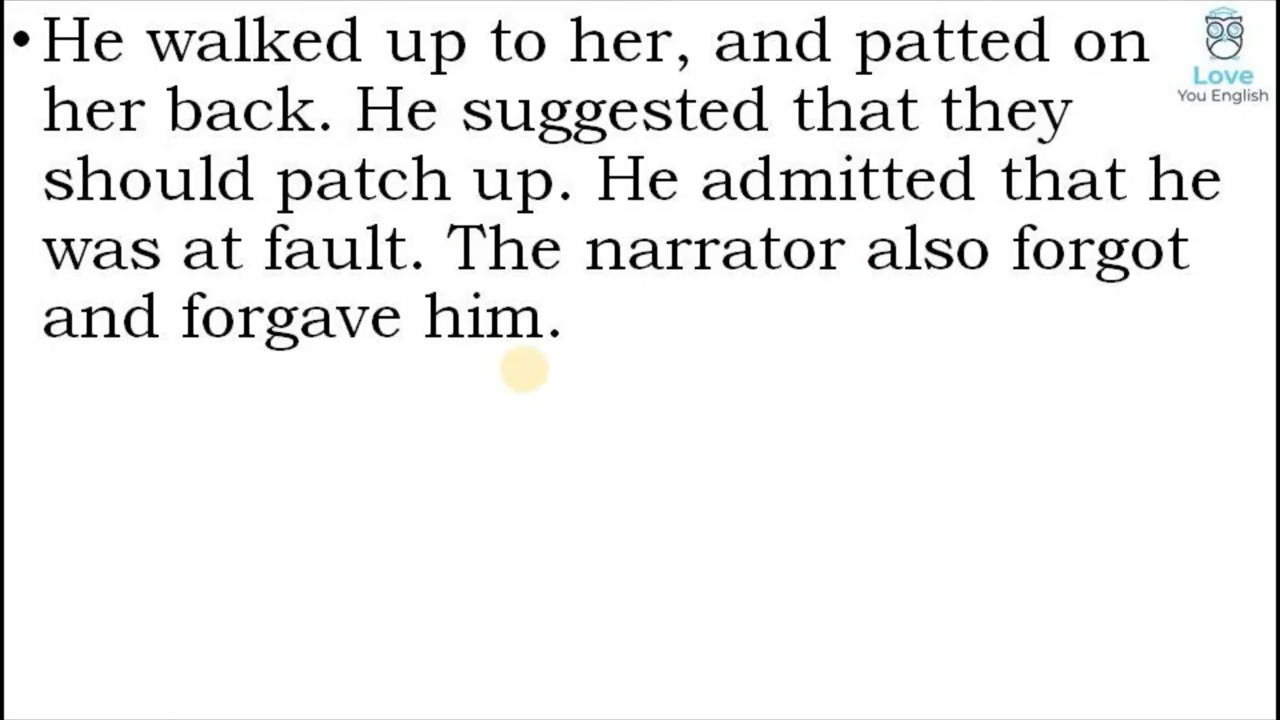 • He walked up to her, and patted on
her back. He suggested that they
should patch up. He admitted that he
was at fault. The narrator also forgot
and forgave him.
Love
You English